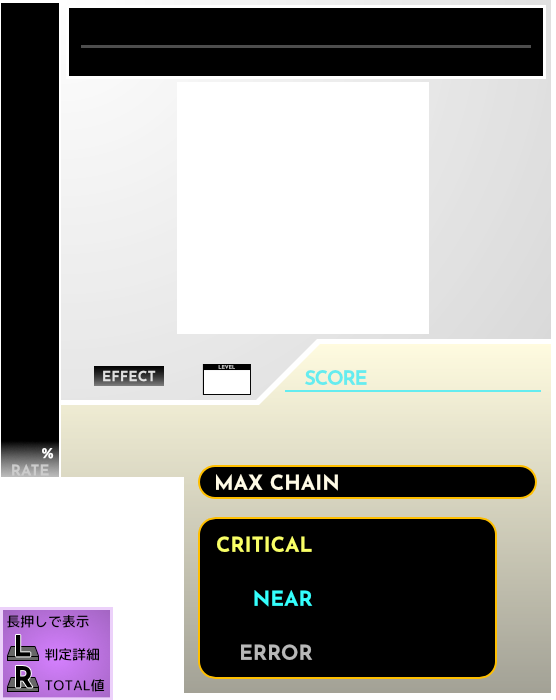 EFFECT
LEVEL
SCORE
%
RATE
MAX CHAIN
CRITICAL
NEAR
ERROR
長押しで表示
L 判定詳細
R TOTAL値